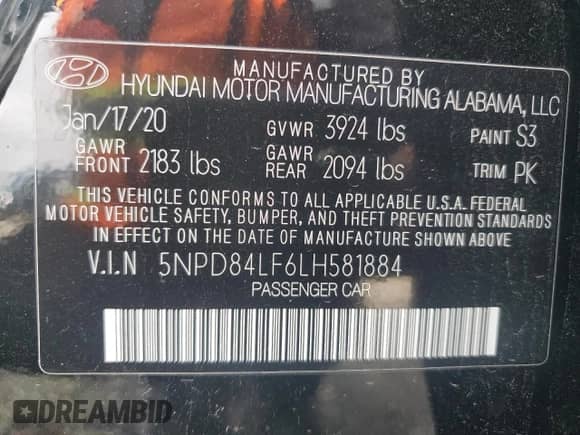 MANUFACTURED BY
HYUNDAI MOTOR MANUFACTURING ALABAMA, LLC
Jan/17/20 GVWR 3924 lbs PAINT S3
GAWR FRONT 2183 lbs GAWR REAR 2094 lbs TRIM PK
THIS VEHICLE CONFORMS TO ALL APPLICABLE U.S.A. FEDERAL
MOTOR VEHICLE SAFETY, BUMPER, AND THEFT PREVENTION STANDARDS
IN EFFECT ON THE DATE OF MANUFACTURE SHOWN ABOVE
V.I.N 5NPD84LF6LH581884
PASSENGER CAR
DREAMBID